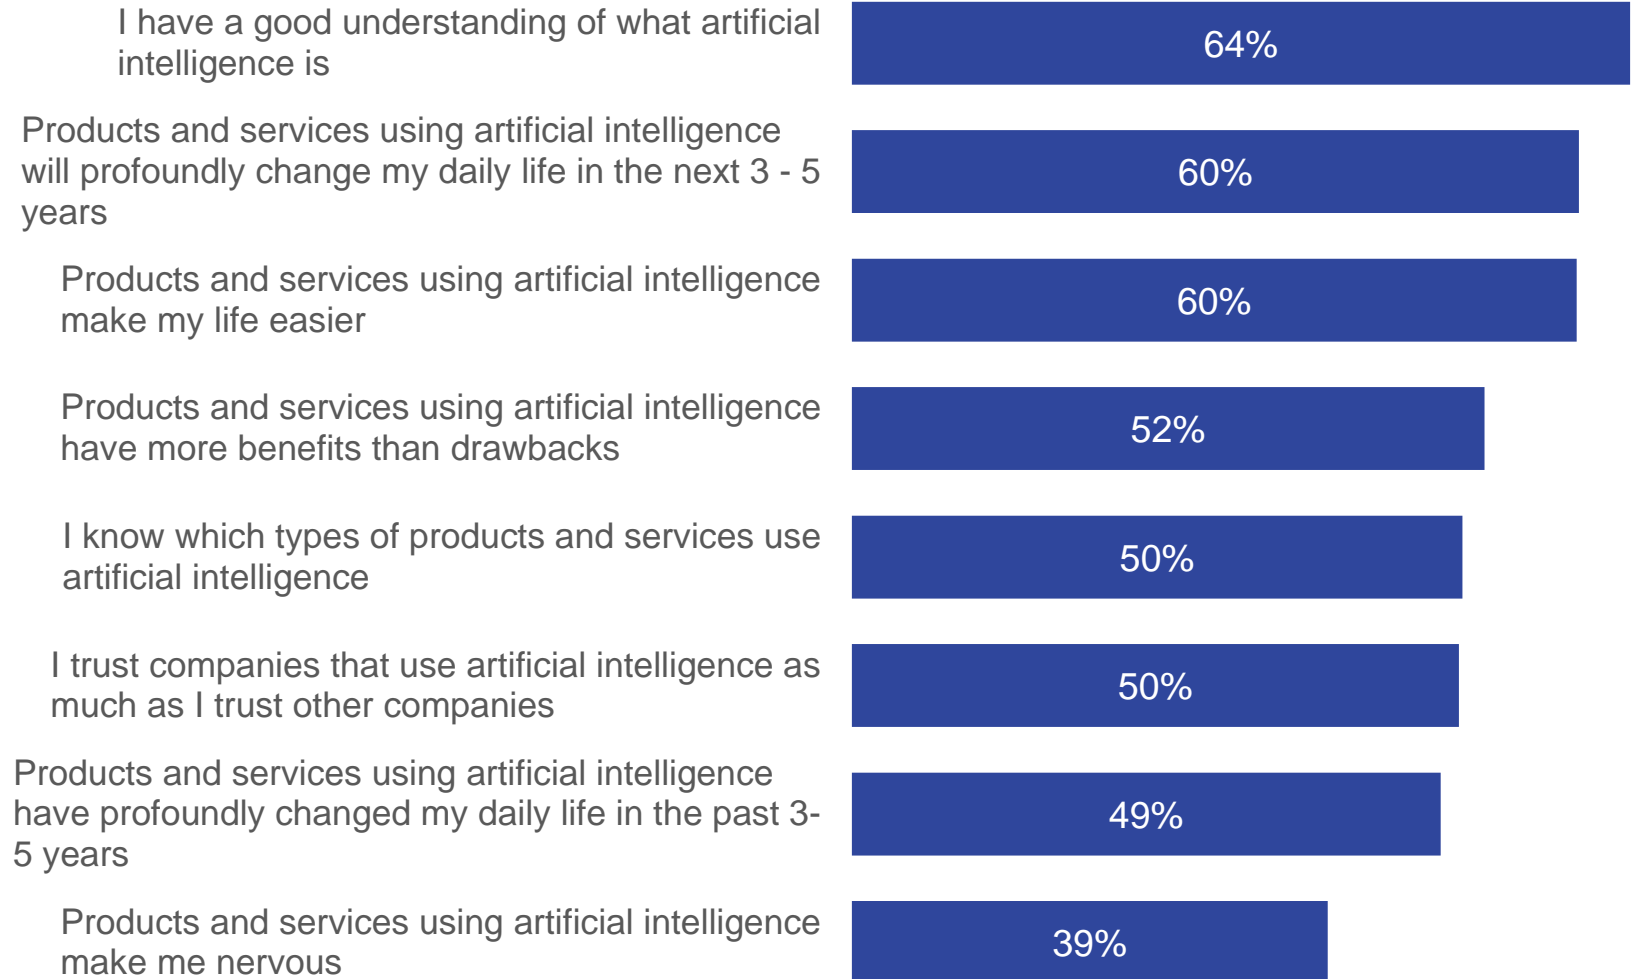 I have a good understanding of what artificial
intelligence is
64%
Products and services using artificial intelligence
will profoundly change my daily life in the next 3 - 5
years
60%
Products and services using artificial intelligence
make my life easier
60%
Products and services using artificial intelligence
have more benefits than drawbacks
52%
I know which types of products and services use
artificial intelligence
50%
I trust companies that use artificial intelligence as
much as I trust other companies
50%
Products and services using artificial intelligence
have profoundly changed my daily life in the past 3-
5 years
49%
Products and services using artificial intelligence
make me nervous
39%